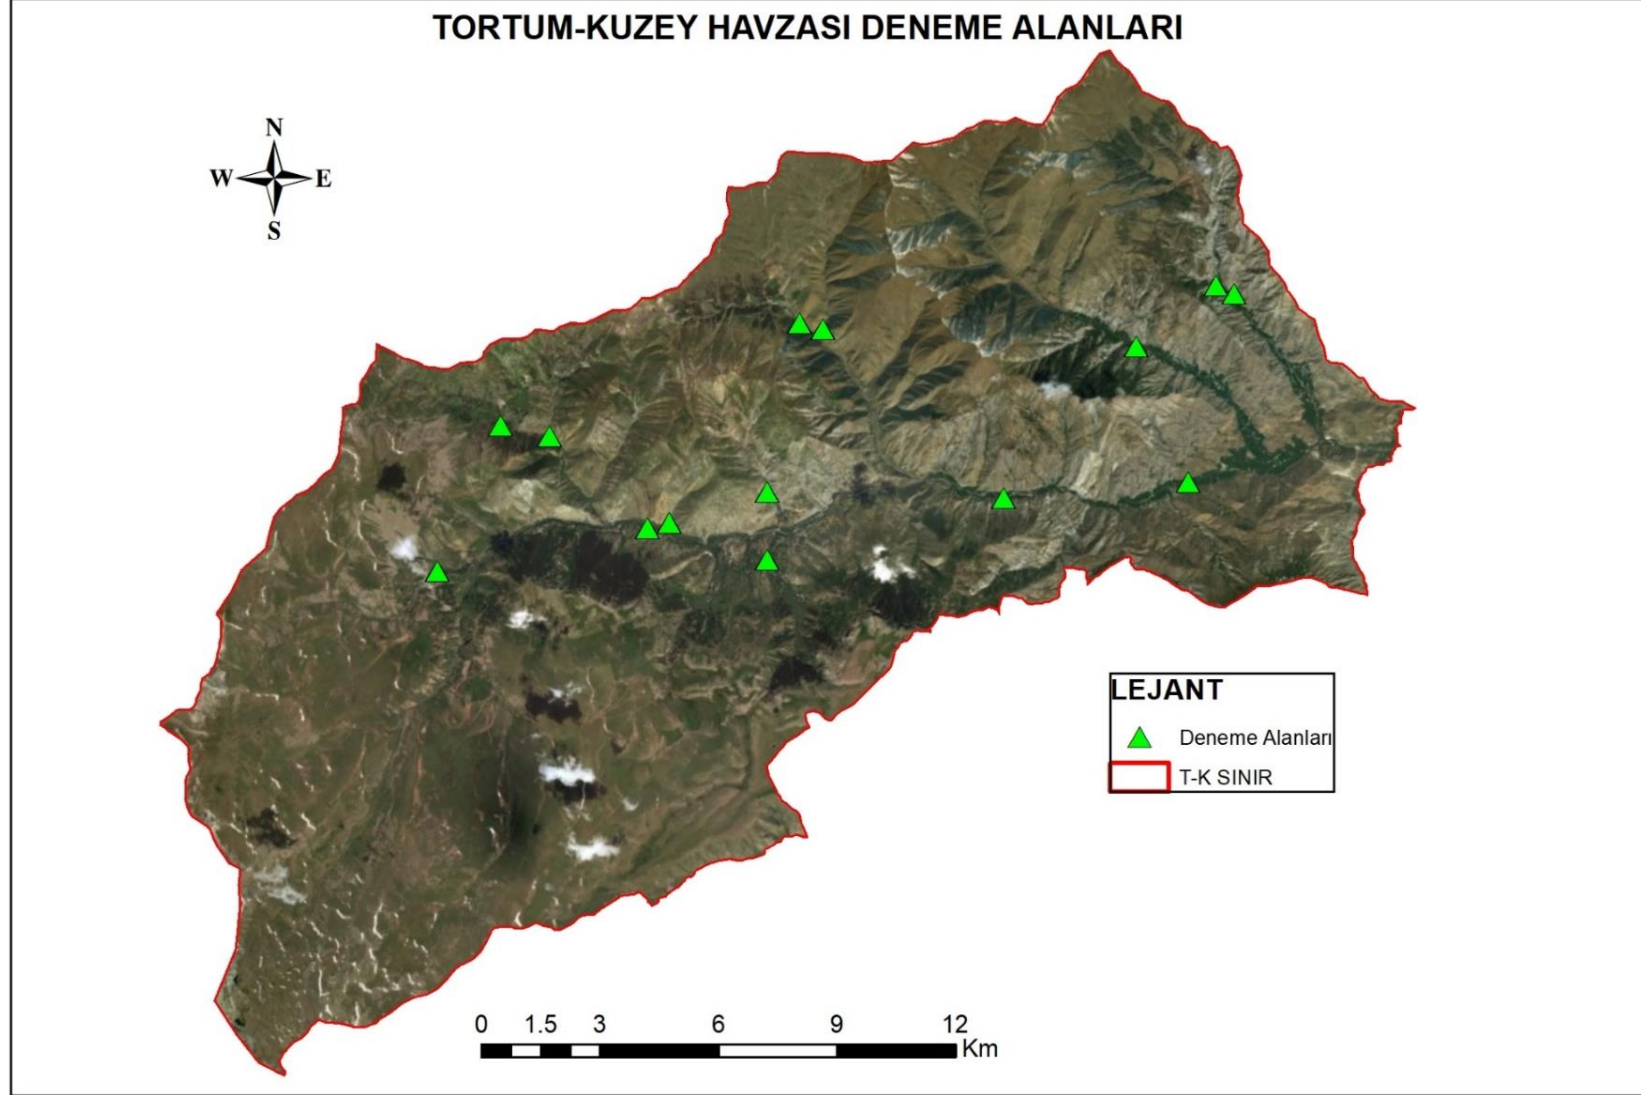 TORTUM-KUZEY HAVZASI DENEME ALANLARI
N
W E
S
LEJANT
Deneme Alanları
T-K SINIR
0 1.5 3 6 9 12
Km